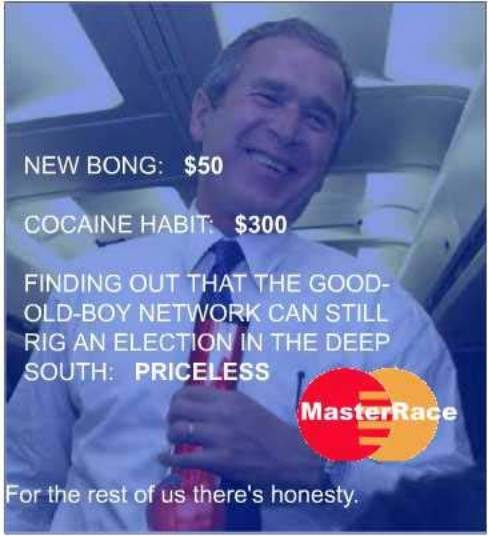 NEW BONG: $50
COCAINE HABIT: $300
FINDING OUT THAT THE GOOD-
OLD-BOY NETWORK CAN STILL
RIG AN ELECTION IN THE DEEP
SOUTH: PRICELESS
MasterRace
For the rest of us there's honesty.